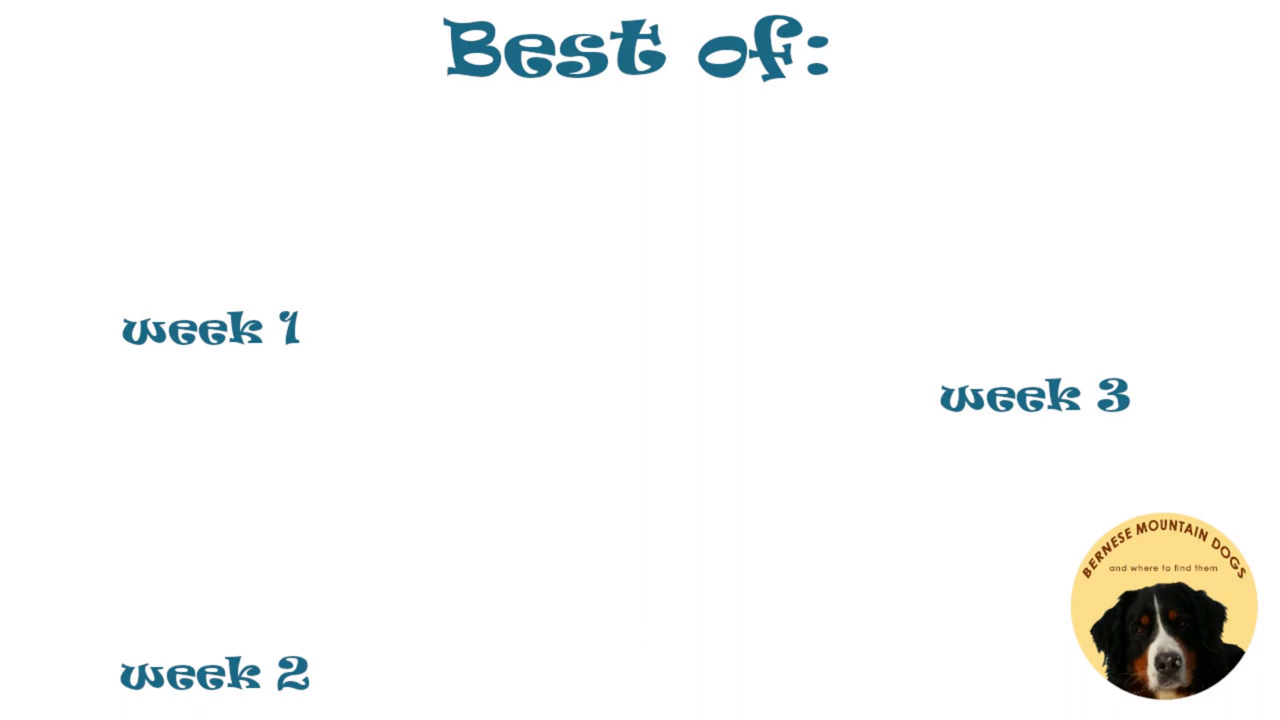 Best of:
week 1
week 3
week 2
BERNESE MOUNTAIN DOGS
and where to find them